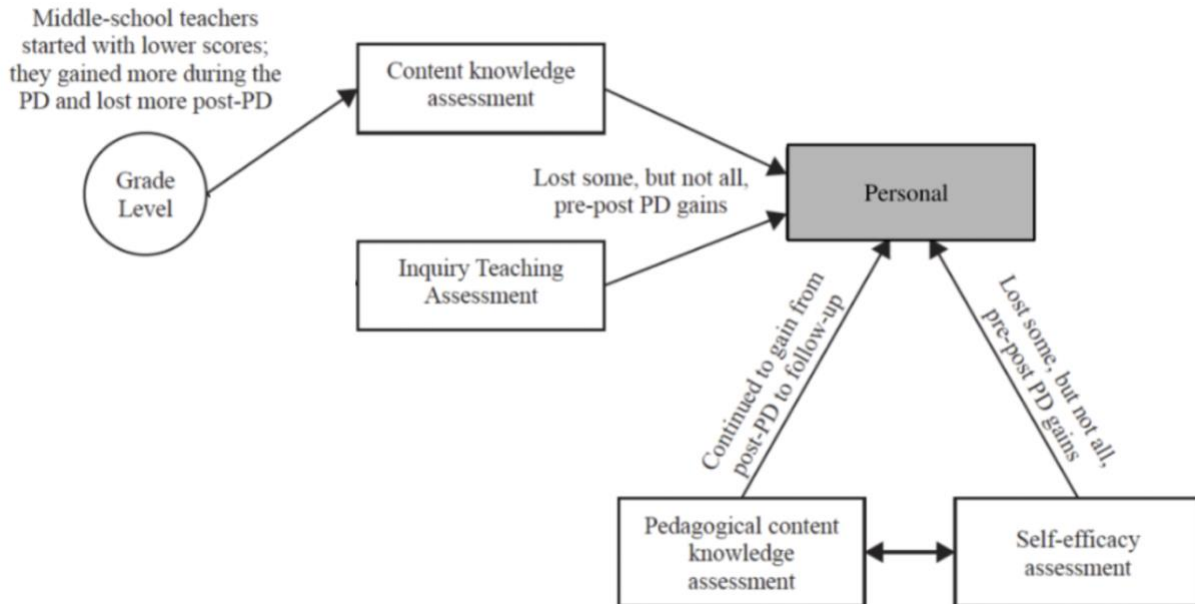 Middle-school teachers
started with lower scores;
they gained more during the
PD and lost more post-PD
Grade
Level
Content knowledge
assessment
Lost some, but not all,
pre-post PD gains
Inquiry Teaching
Assessment
Personal
Continued to gain from
post-PD to follow-up
Lost some, but not all,
pre-post PD gains
Pedagogical content
knowledge
assessment
Self-efficacy
assessment